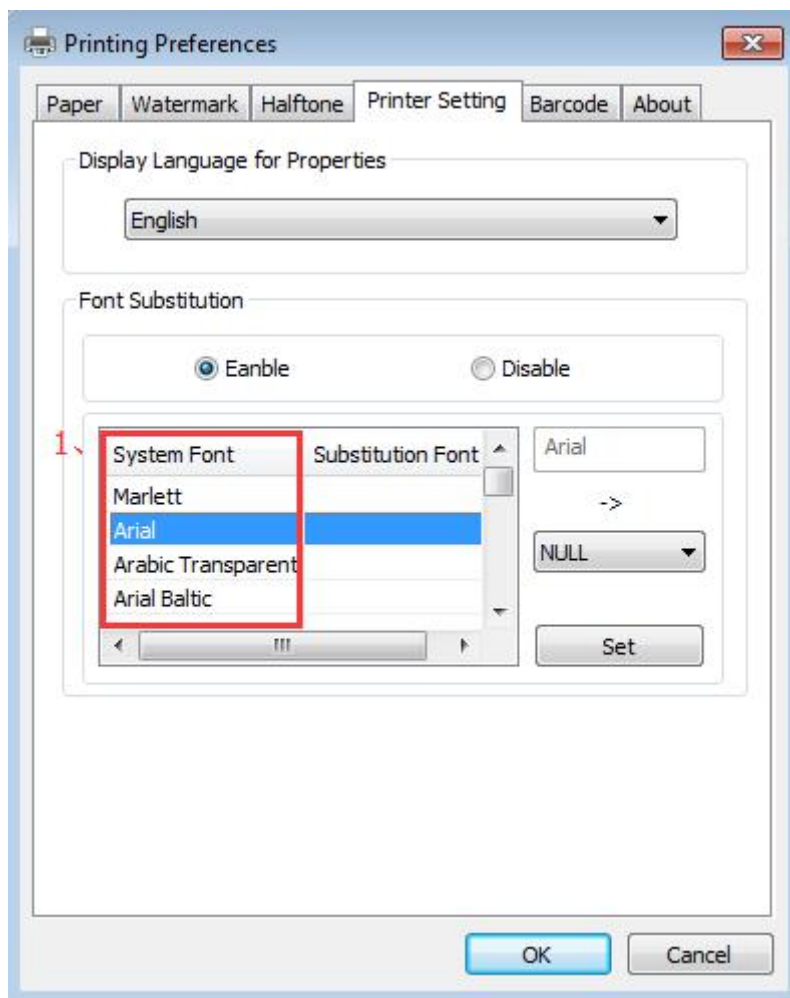 Printing Preferences
Paper Watermark Halftone Printer Setting Barcode About
Display Language for Properties
English
Font Substitution
Eanble Disable
1、
System Font Substitution Font
Marlett
Arial
Arabic Transparent
Arial Baltic
Arial
->
NULL
Set
OK Cancel